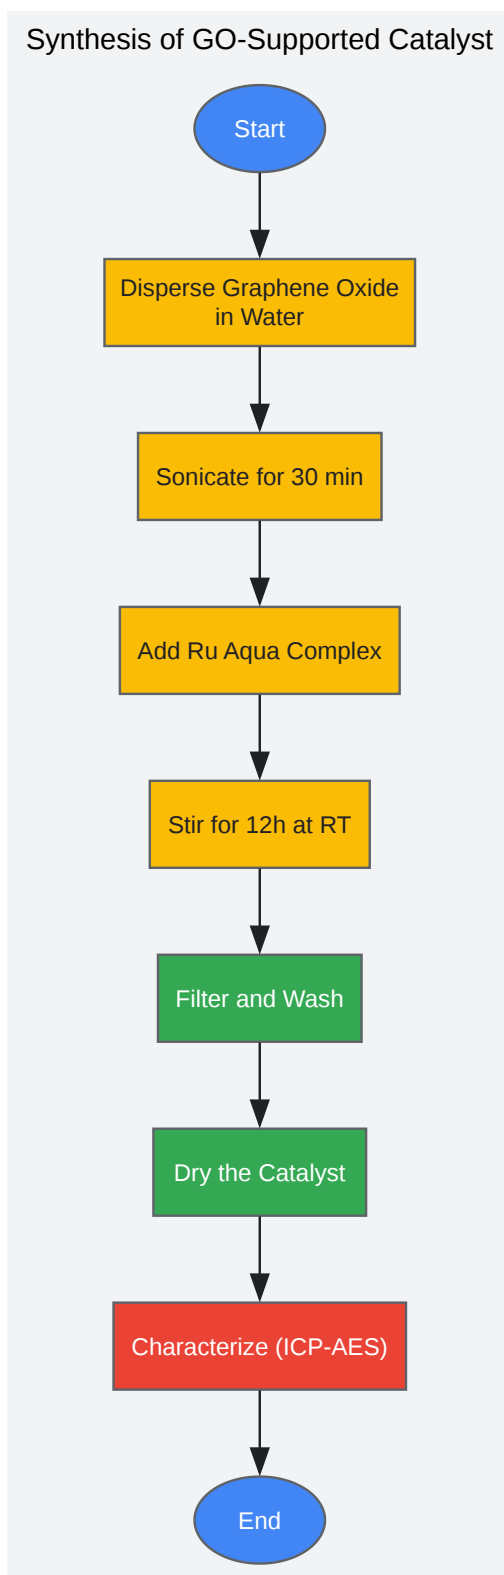 Synthesis of GO-Supported Catalyst
Start
Disperse Graphene Oxide
in Water
Sonicate for 30 min
Add Ru Aqua Complex
Stir for 12h at RT
Filter and Wash
Dry the Catalyst
Characterize (ICP-AES)
End